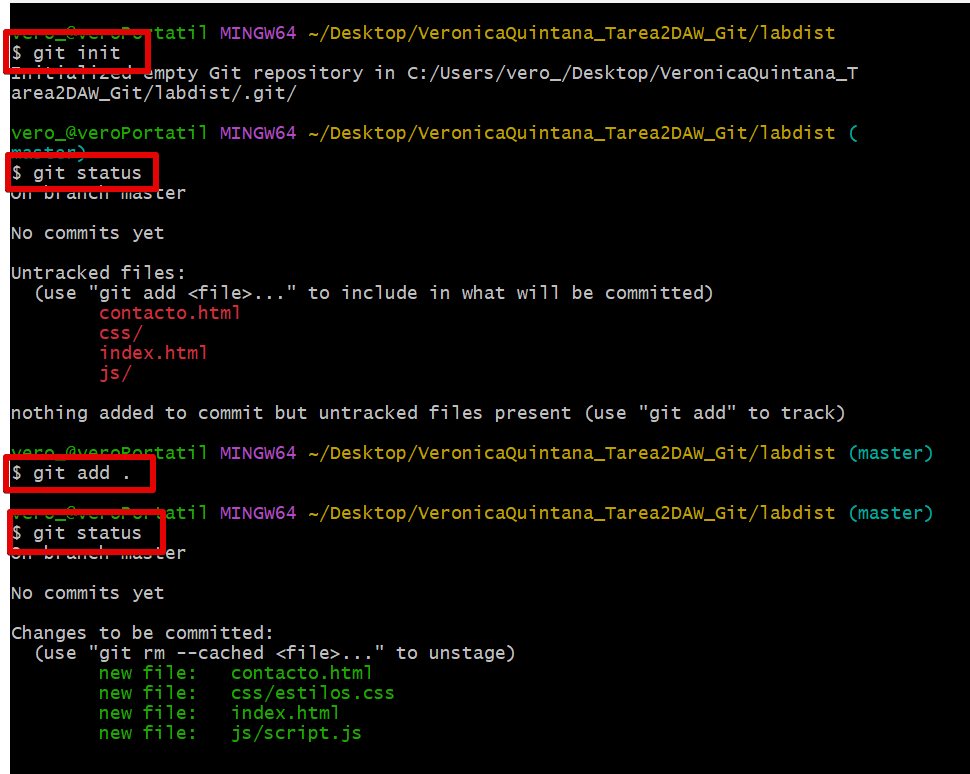 vero_@veroPortatil MINGW64 ~/Desktop/VeronicaQuintana_Tarea2DAW_Git/labdist
$ git init
Initialized empty Git repository in C:/Users/vero_/Desktop/VeronicaQuintana_T
area2DAW_Git/labdist/.git/
vero_@veroPortatil MINGW64 ~/Desktop/VeronicaQuintana_Tarea2DAW_Git/labdist (
master)
$ git status
On branch master
No commits yet
Untracked files:
  (use "git add <file>..." to include in what will be committed)
        contacto.html
        css/
        index.html
        js/
nothing added to commit but untracked files present (use "git add" to track)
vero_@veroPortatil MINGW64 ~/Desktop/VeronicaQuintana_Tarea2DAW_Git/labdist (master)
$ git add .
vero_@veroPortatil MINGW64 ~/Desktop/VeronicaQuintana_Tarea2DAW_Git/labdist (master)
$ git status
On branch master
No commits yet
Changes to be committed:
  (use "git rm --cached <file>..." to unstage)
        new file:   contacto.html
        new file:   css/estilos.css
        new file:   index.html
        new file:   js/script.js